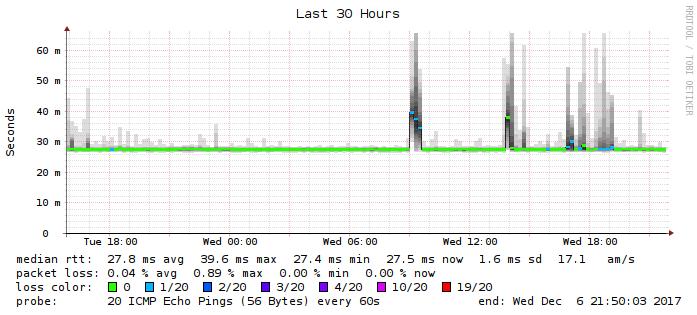 Last 30 Hours
RRDTOOL / TOBI OETIKER
Seconds
60 m
50 m
40 m
30 m
20 m
10 m
0
Tue 18:00 Wed 00:00 Wed 06:00 Wed 12:00 Wed 18:00
median rtt: 27.8 ms avg 39.6 ms max 27.4 ms min 27.5 ms now 1.6 ms sd 17.1 am/s
packet loss: 0.04 % avg 0.89 % max 0.00 % min 0.00 % now
loss color: 0 1/20 2/20 3/20 4/20 10/20 19/20
probe: 20 ICMP Echo Pings (56 Bytes) every 60s end: Wed Dec 6 21:50:03 2017